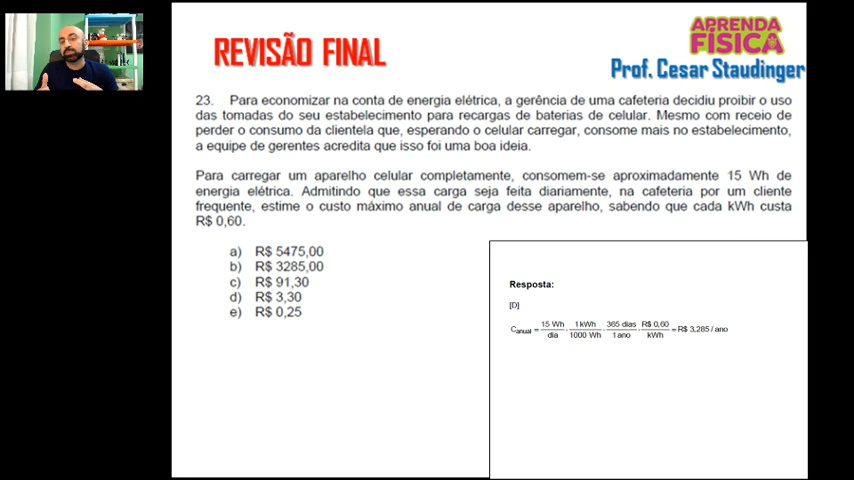 REVISÃO FINAL
APRENDA
FÍSICA
Prof. Cesar Staudinger
23. Para economizar na conta de energia elétrica, a gerência de uma cafeteria decidiu proibir o uso
das tomadas do seu estabelecimento para recargas de baterias de celular. Mesmo com receio de
perder o consumo da clientela que, esperando o celular carregar, consome mais no estabelecimento,
a equipe de gerentes acredita que isso foi uma boa ideia.
Para carregar um aparelho celular completamente, consomem-se aproximadamente 15 Wh de
energia elétrica. Admitindo que essa carga seja feita diariamente, na cafeteria por um cliente
frequente, estime o custo máximo anual de carga desse aparelho, sabendo que cada kWh custa
R$ 0,60.
a) R$ 5475,00
b) R$ 3285,00
c) R$ 91,30
d) R$ 3,30
e) R$ 0,25
Resposta:
[D]
C_anual = 15 Wh/dia · 1 kWh/1000 Wh · 365 dias/1 ano · R$ 0,60/kWh = R$ 3,285 / ano